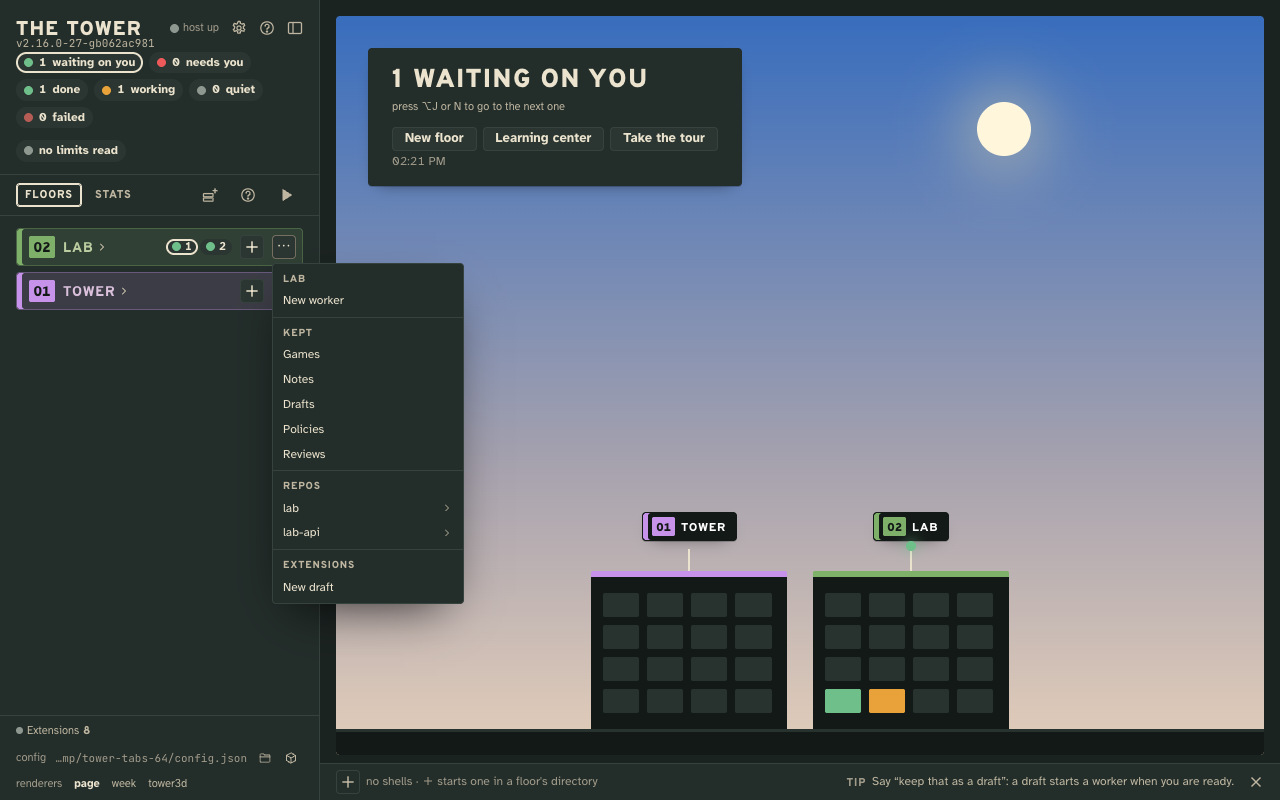 THE TOWER
host up
v2.16.0-27-gb062ac981
1 waiting on you
0 needs you
1 done
1 working
0 quiet
0 failed
no limits read
FLOORS
STATS
02 LAB
1
2
01 TOWER
LAB
New worker
KEPT
Games
Notes
Drafts
Policies
Reviews
REPOS
lab
lab-api
EXTENSIONS
New draft
Extensions 8
config …mp/tower-tabs-64/config.json
renderers page week tower3d
1 WAITING ON YOU
press ⌥J or N to go to the next one
New floor
Learning center
Take the tour
02:21 PM
01 TOWER
02 LAB
no shells · + starts one in a floor's directory
TIP Say “keep that as a draft”: a draft starts a worker when you are ready.